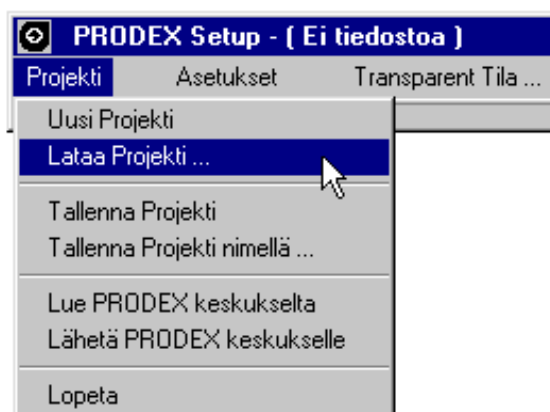 PRODEX Setup - ( Ei tiedostoa )
Projekti Asetukset Transparent Tila ...
Uusi Projekti
Lataa Projekti ...
Tallenna Projekti
Tallenna Projekti nimellä ...
Lue PRODEX keskukselta
Lähetä PRODEX keskukselle
Lopeta